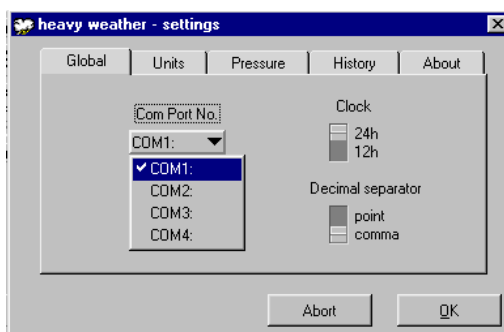 heavy weather - settings
Global Units Pressure History About
Com Port No.
COM1:
COM1:
COM2:
COM3:
COM4:
Clock
24h
12h
Decimal separator
point
comma
Abort OK